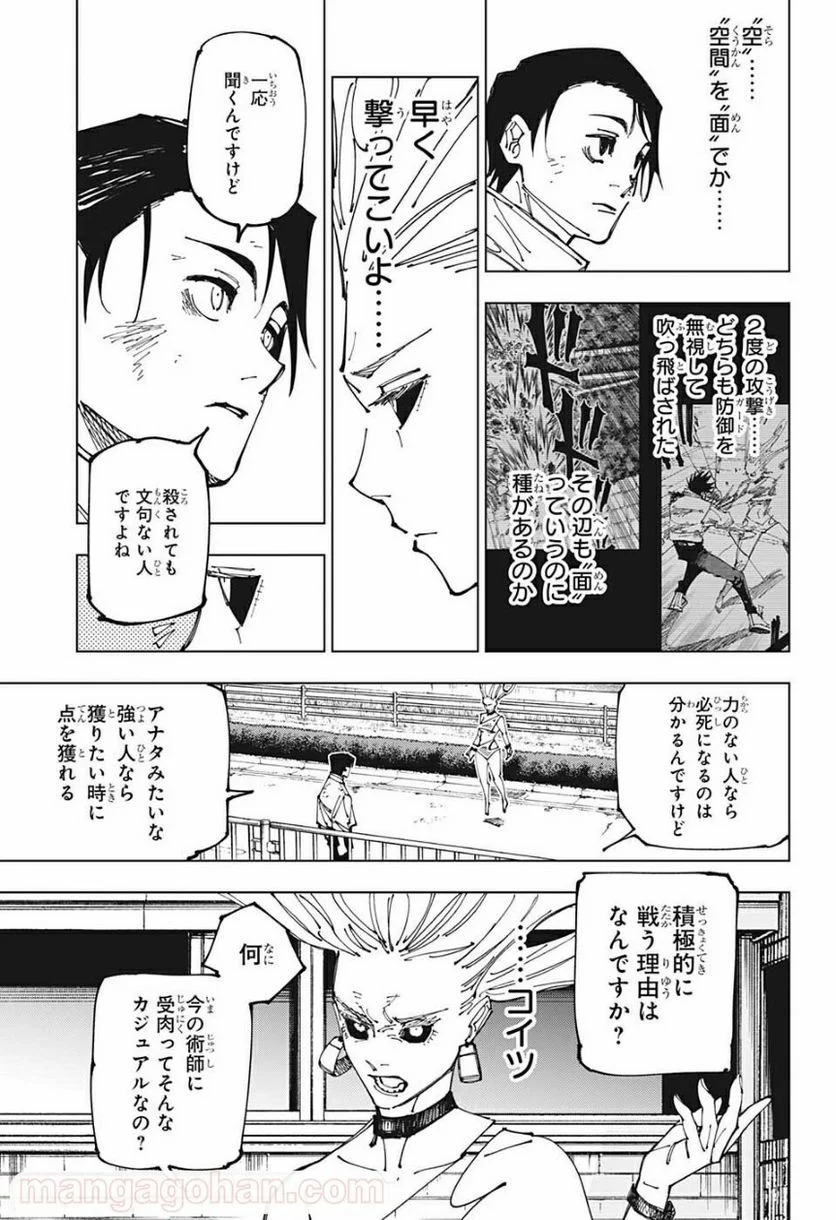 〝空〟……
〝空間〟を〝面〟でか……
2度の攻撃……
どちらも防御を
無視して
吹っ飛ばされた
ドドドド
その辺も〝面〟
っていうのに
種があるのか
早く
撃ってこいよ……
一応
聞くんですけど
殺されても
文句ない人
ですよね
力のない人なら
必死になるのは
分かるんですけど
アナタみたいな
強い人なら
獲りたい時に
点を獲れる
積極的に
戦う理由は
なんですか?
……コイツ
何
今の術師に
受肉ってそんな
カジュアルなの?
mangagohan.com